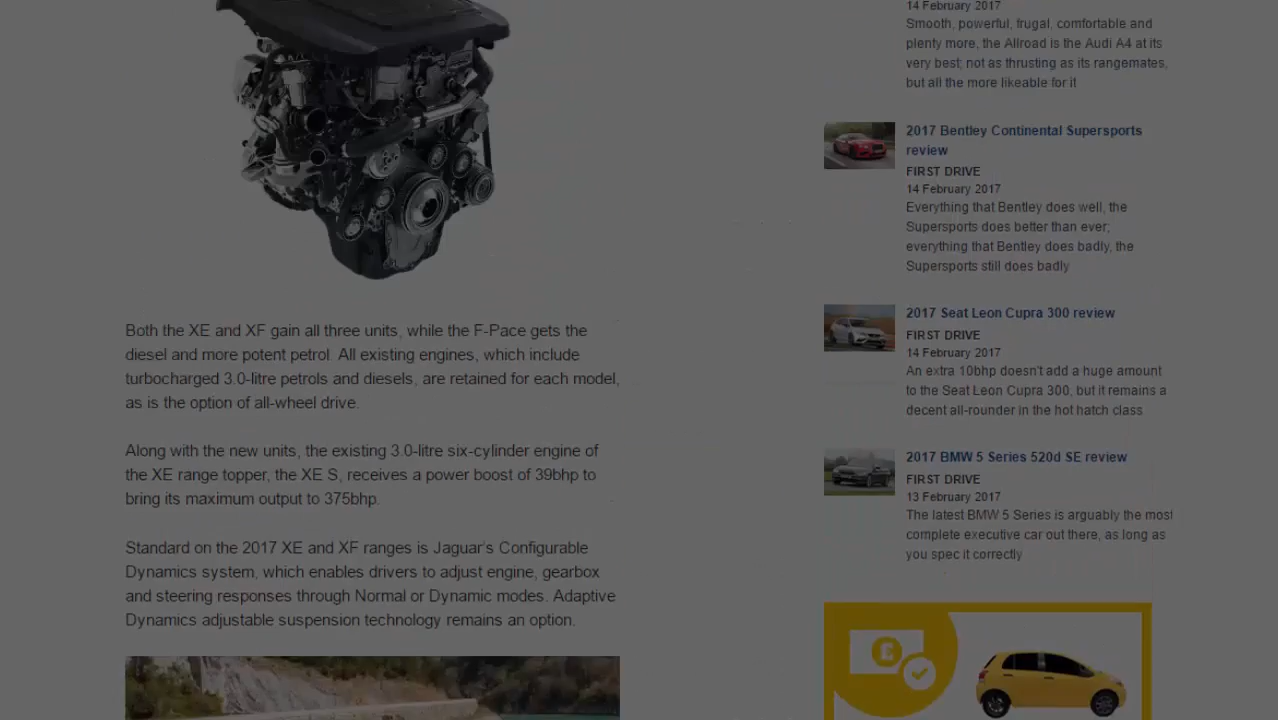 Both the XE and XF gain all three units, while the F-Pace gets the
diesel and more potent petrol. All existing engines, which include
turbocharged 3.0-litre petrols and diesels, are retained for each model,
as is the option of all-wheel drive.
Along with the new units, the existing 3.0-litre six-cylinder engine of
the XE range topper, the XE S, receives a power boost of 39bhp to
bring its maximum output to 375bhp.
Standard on the 2017 XE and XF ranges is Jaguar's Configurable
Dynamics system, which enables drivers to adjust engine, gearbox
and steering responses through Normal or Dynamic modes. Adaptive
Dynamics adjustable suspension technology remains an option.
14 February 2017
Smooth, powerful, frugal, comfortable and
plenty more, the Allroad is the Audi A4 at its
very best; not as thrusting as its rangemates,
but all the more likeable for it
2017 Bentley Continental Supersports
review
FIRST DRIVE
14 February 2017
Everything that Bentley does well, the
Supersports does better than ever;
everything that Bentley does badly, the
Supersports still does badly
2017 Seat Leon Cupra 300 review
FIRST DRIVE
14 February 2017
An extra 10bhp doesn't add a huge amount
to the Seat Leon Cupra 300, but it remains a
decent all-rounder in the hot hatch class
2017 BMW 5 Series 520d SE review
FIRST DRIVE
13 February 2017
The latest BMW 5 Series is arguably the most
complete executive car out there, as long as
you spec it correctly
£